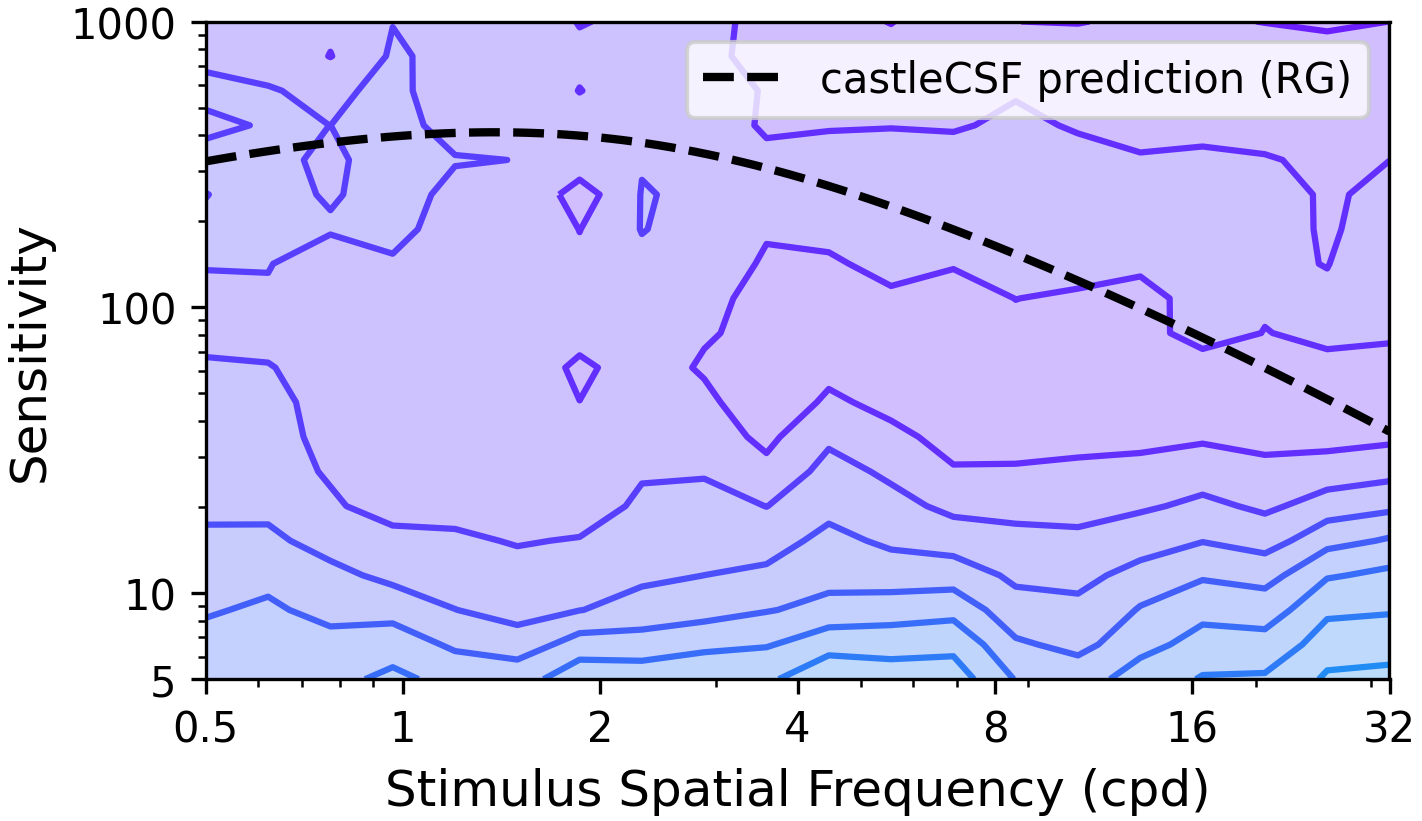 1000
100
10
5
Sensitivity
castleCSF prediction (RG)
0.5 1 2 4 8 16 32
Stimulus Spatial Frequency (cpd)